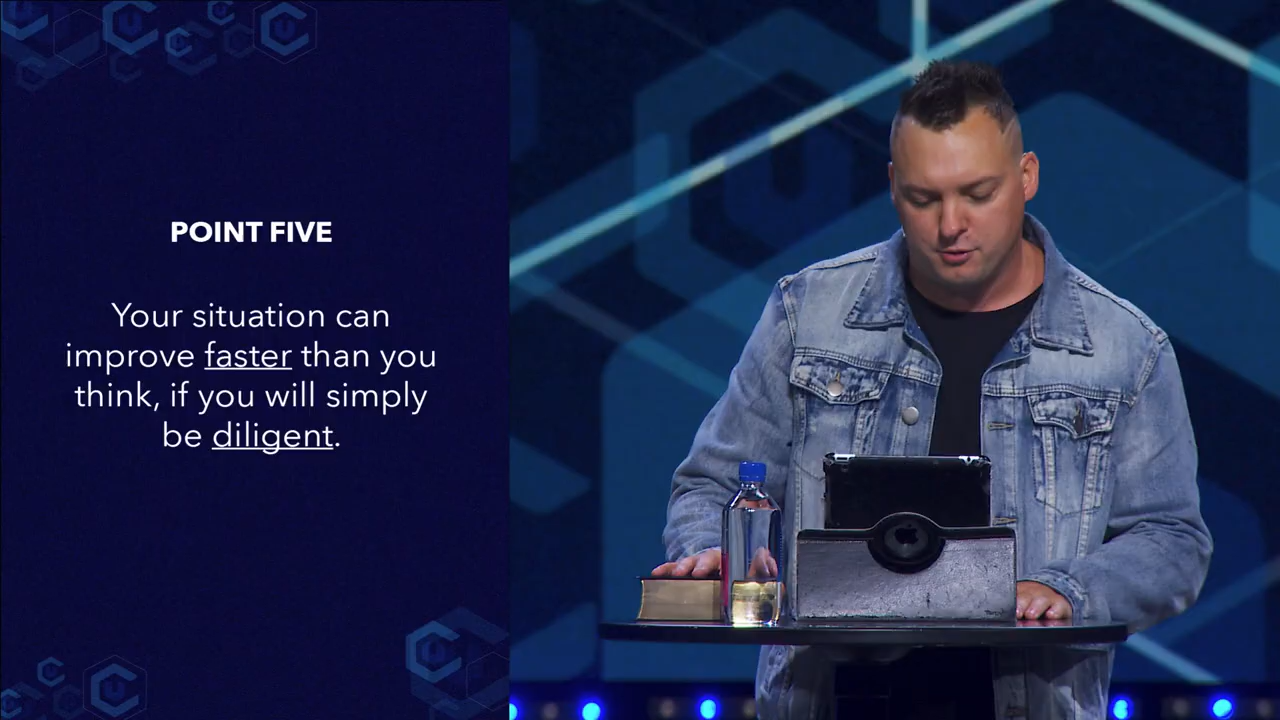 POINT FIVE
Your situation can
improve faster than you
think, if you will simply
be diligent.